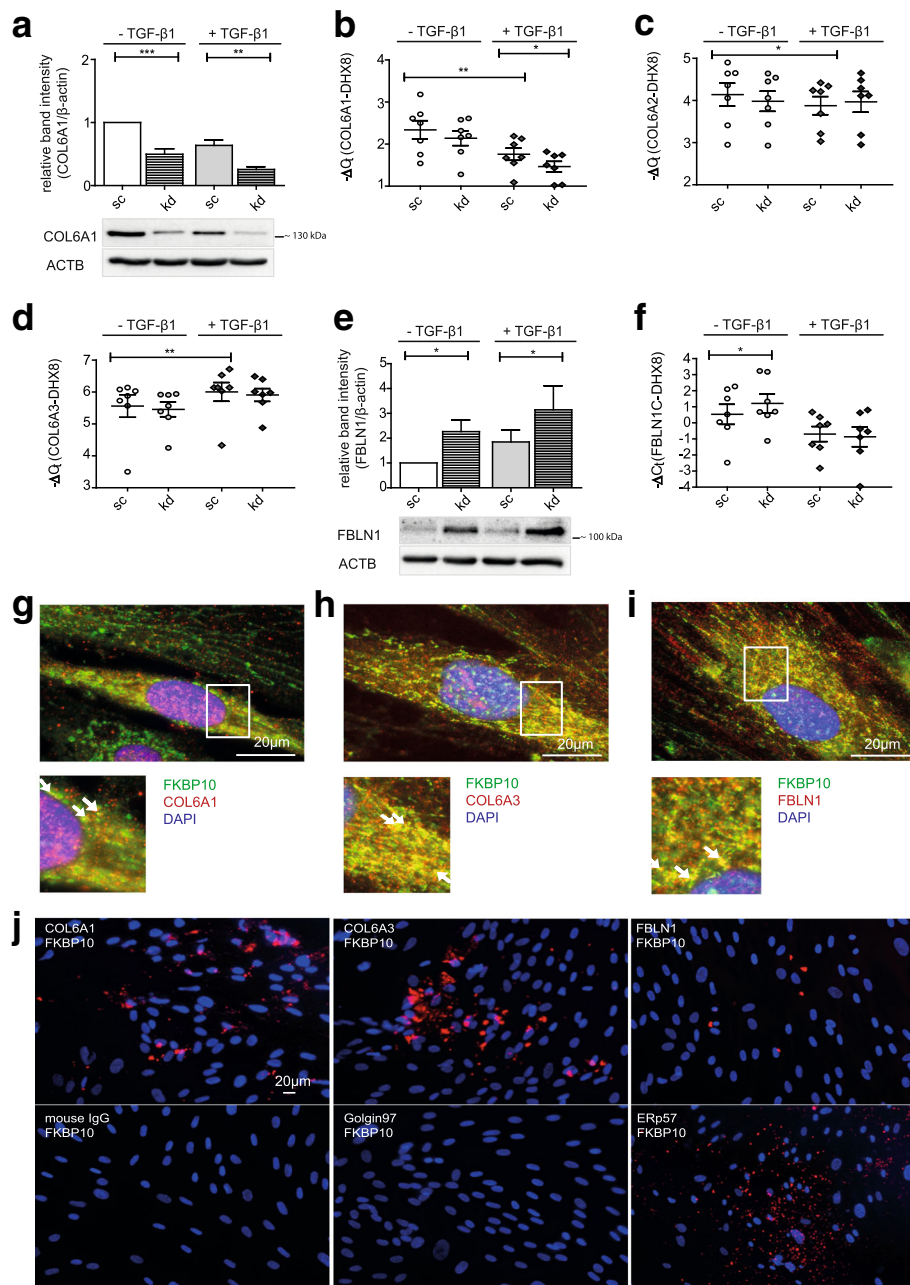 a
- TGF-β1
+ TGF-β1
relative band intensity
(COL6A1/β-actin)
2
1
0
***
**
sc
kd
sc
kd
COL6A1
~ 130 kDa
ACTB
b
- TGF-β1
+ TGF-β1
-ΔCt (COL6A1-DHX8)
4
3
2
1
**
*
sc
kd
sc
kd
c
- TGF-β1
+ TGF-β1
-ΔCt (COL6A2-DHX8)
5
4
3
*
sc
kd
sc
kd
d
- TGF-β1
+ TGF-β1
-ΔCt (COL6A3-DHX8)
7
6
5
4
3
**
sc
kd
sc
kd
e
- TGF-β1
+ TGF-β1
relative band intensity
(FBLN1/β-actin)
5
4
3
2
1
0
*
*
sc
kd
sc
kd
FBLN1
~ 100 kDa
ACTB
f
- TGF-β1
+ TGF-β1
-ΔCt(FBLN1C-DHX8)
5
4
3
2
1
0
-1
-2
-3
-4
*
sc
kd
sc
kd
g
20µm
FKBP10
COL6A1
DAPI
h
20µm
FKBP10
COL6A3
DAPI
i
20µm
FKBP10
FBLN1
DAPI
j
COL6A1
FKBP10
20µm
COL6A3
FKBP10
FBLN1
FKBP10
mouse IgG
FKBP10
Golgin97
FKBP10
ERp57
FKBP10